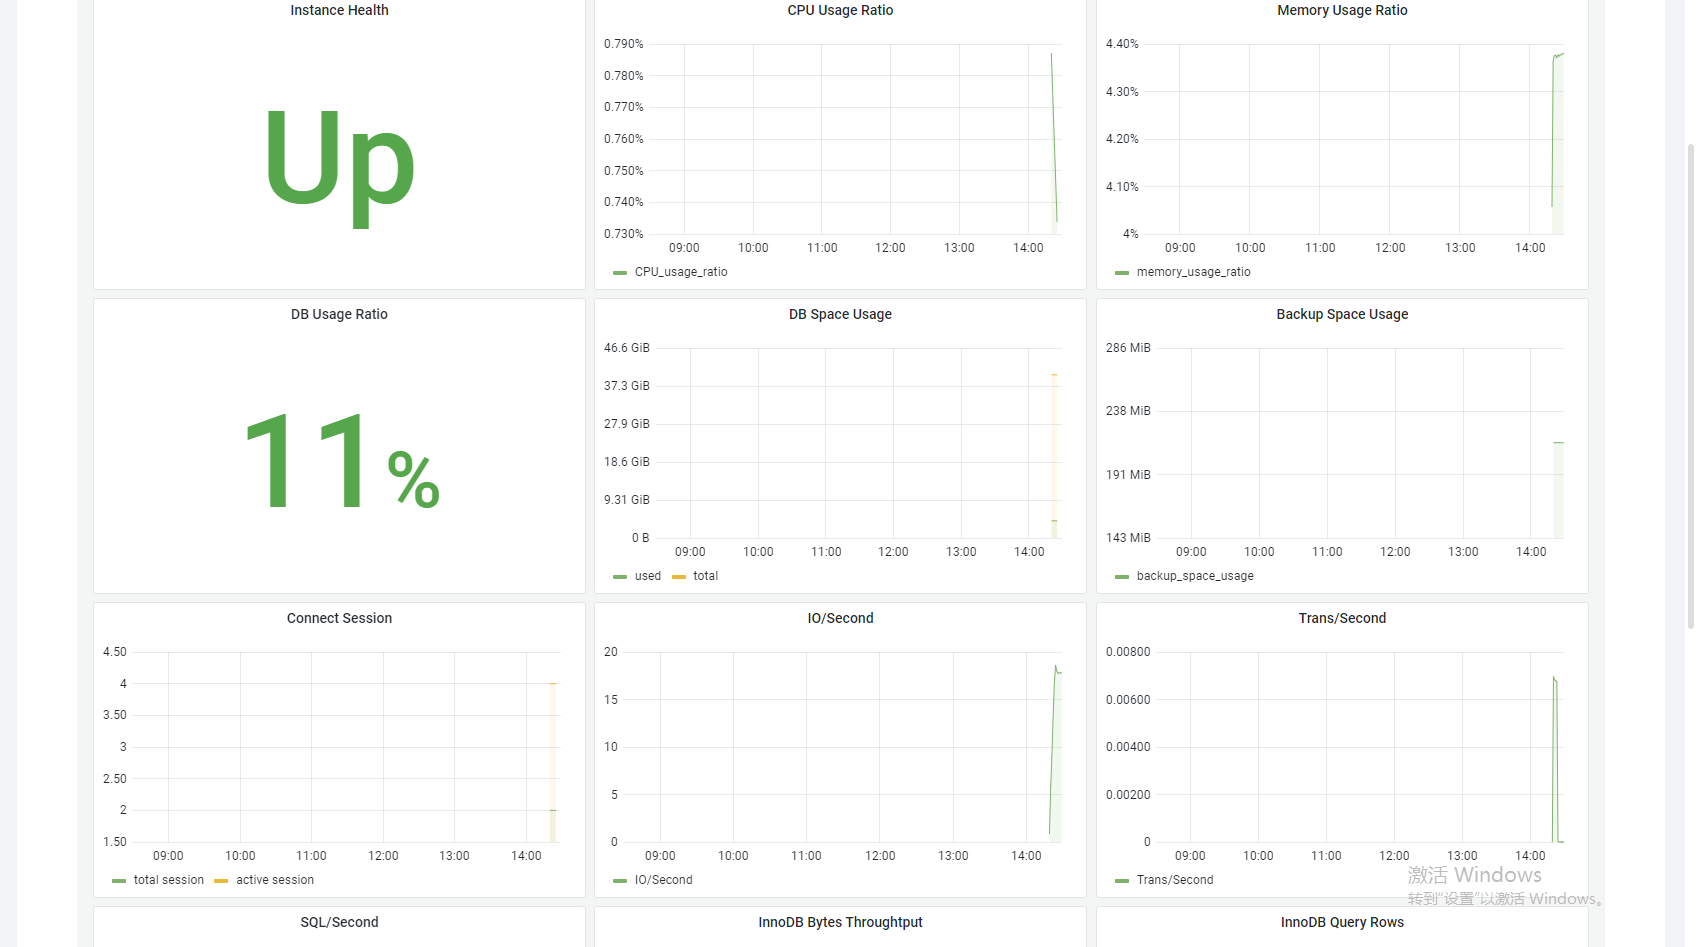 Instance Health
Up
CPU Usage Ratio
0.790%
0.780%
0.770%
0.760%
0.750%
0.740%
0.730%
09:00 10:00 11:00 12:00 13:00 14:00
CPU_usage_ratio
Memory Usage Ratio
4.40%
4.30%
4.20%
4.10%
4%
09:00 10:00 11:00 12:00 13:00 14:00
memory_usage_ratio
DB Usage Ratio
11%
DB Space Usage
46.6 GiB
37.3 GiB
27.9 GiB
18.6 GiB
9.31 GiB
0 B
09:00 10:00 11:00 12:00 13:00 14:00
used total
Backup Space Usage
286 MiB
238 MiB
191 MiB
143 MiB
09:00 10:00 11:00 12:00 13:00 14:00
backup_space_usage
Connect Session
4.50
4
3.50
3
2.50
2
1.50
09:00 10:00 11:00 12:00 13:00 14:00
total session active session
IO/Second
20
15
10
5
0
09:00 10:00 11:00 12:00 13:00 14:00
IO/Second
Trans/Second
0.00800
0.00600
0.00400
0.00200
0
09:00 10:00 11:00 12:00 13:00 14:00
Trans/Second
激活 Windows
转到"设置"以激活 Windows。
SQL/Second
InnoDB Bytes Throughtput
InnoDB Query Rows